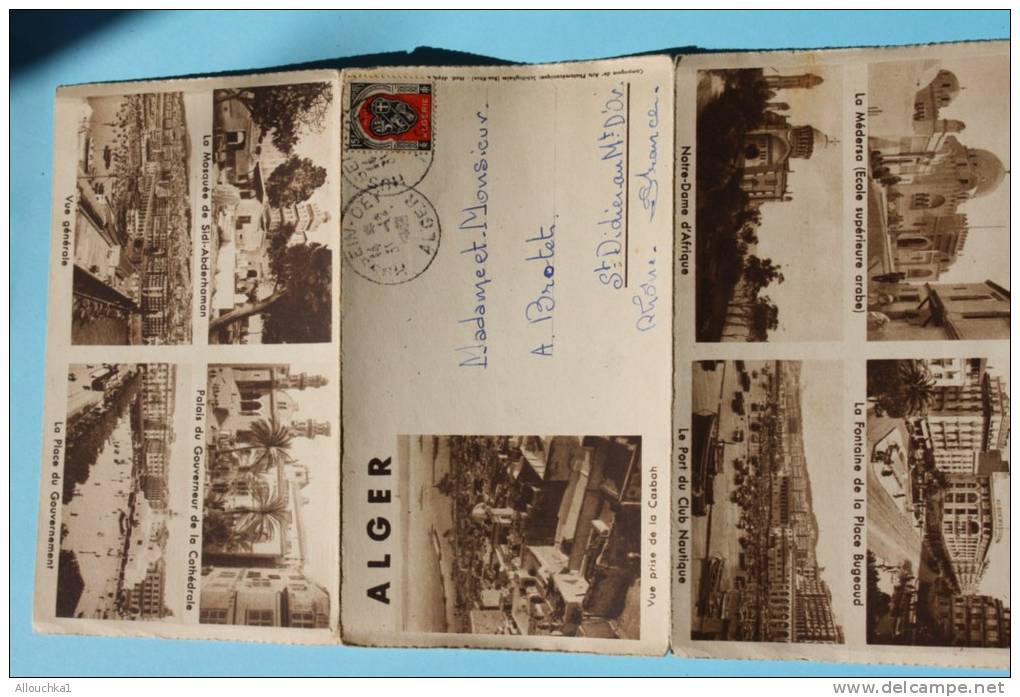 Vue générale
La Mosquée de Sidi-Abderhaman
La Place du Gouvernement
Palais du Gouverneur de la Cathédrale
ALGERIE
ALGER
Madame et Monsieur
A. Brotet
St Didier au Mt D'or
Rhône - France -
ALGER
Vue prise de la Casbah
Notre-Dame d'Afrique
La Médersa (Ecole supérieure arabe)
Le Port du Club Nautique
La Fontaine de la Place Bugeaud
Allouchka1
www.delcampe.net